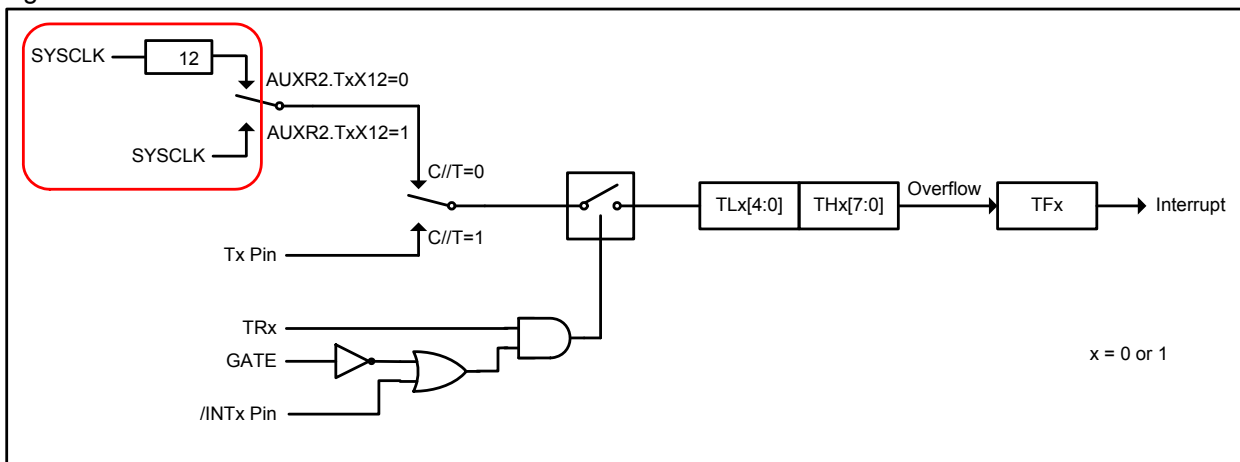 SYSCLK
12
AUXR2.TxX12=0
AUXR2.TxX12=1
SYSCLK
C//T=0
C//T=1
Tx Pin
TLx[4:0]
THx[7:0]
Overflow
TFx
Interrupt
TRx
GATE
/INTx Pin
x = 0 or 1